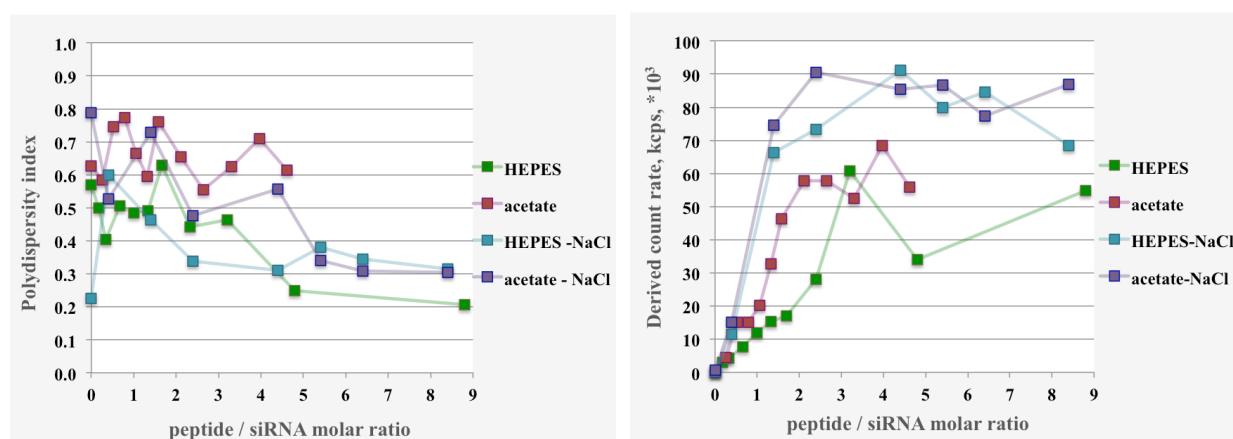 1.0
0.9
0.8
0.7
0.6
0.5
0.4
0.3
0.2
0.1
0.0
Polydispersity index
0 1 2 3 4 5 6 7 8 9
peptide / siRNA molar ratio
HEPES
acetate
HEPES -NaCl
acetate - NaCl
100
90
80
70
60
50
40
30
20
10
0
Derived count rate, kcps, *10³
0 1 2 3 4 5 6 7 8 9
peptide / siRNA molar ratio
HEPES
acetate
HEPES-NaCl
acetate-NaCl